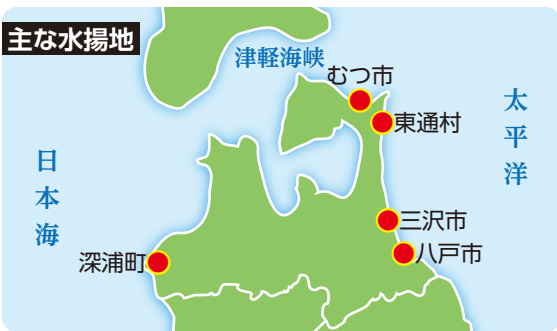 主な水揚地
津軽海峡
むつ市
東通村
太平洋
日本海
三沢市
八戸市
深浦町